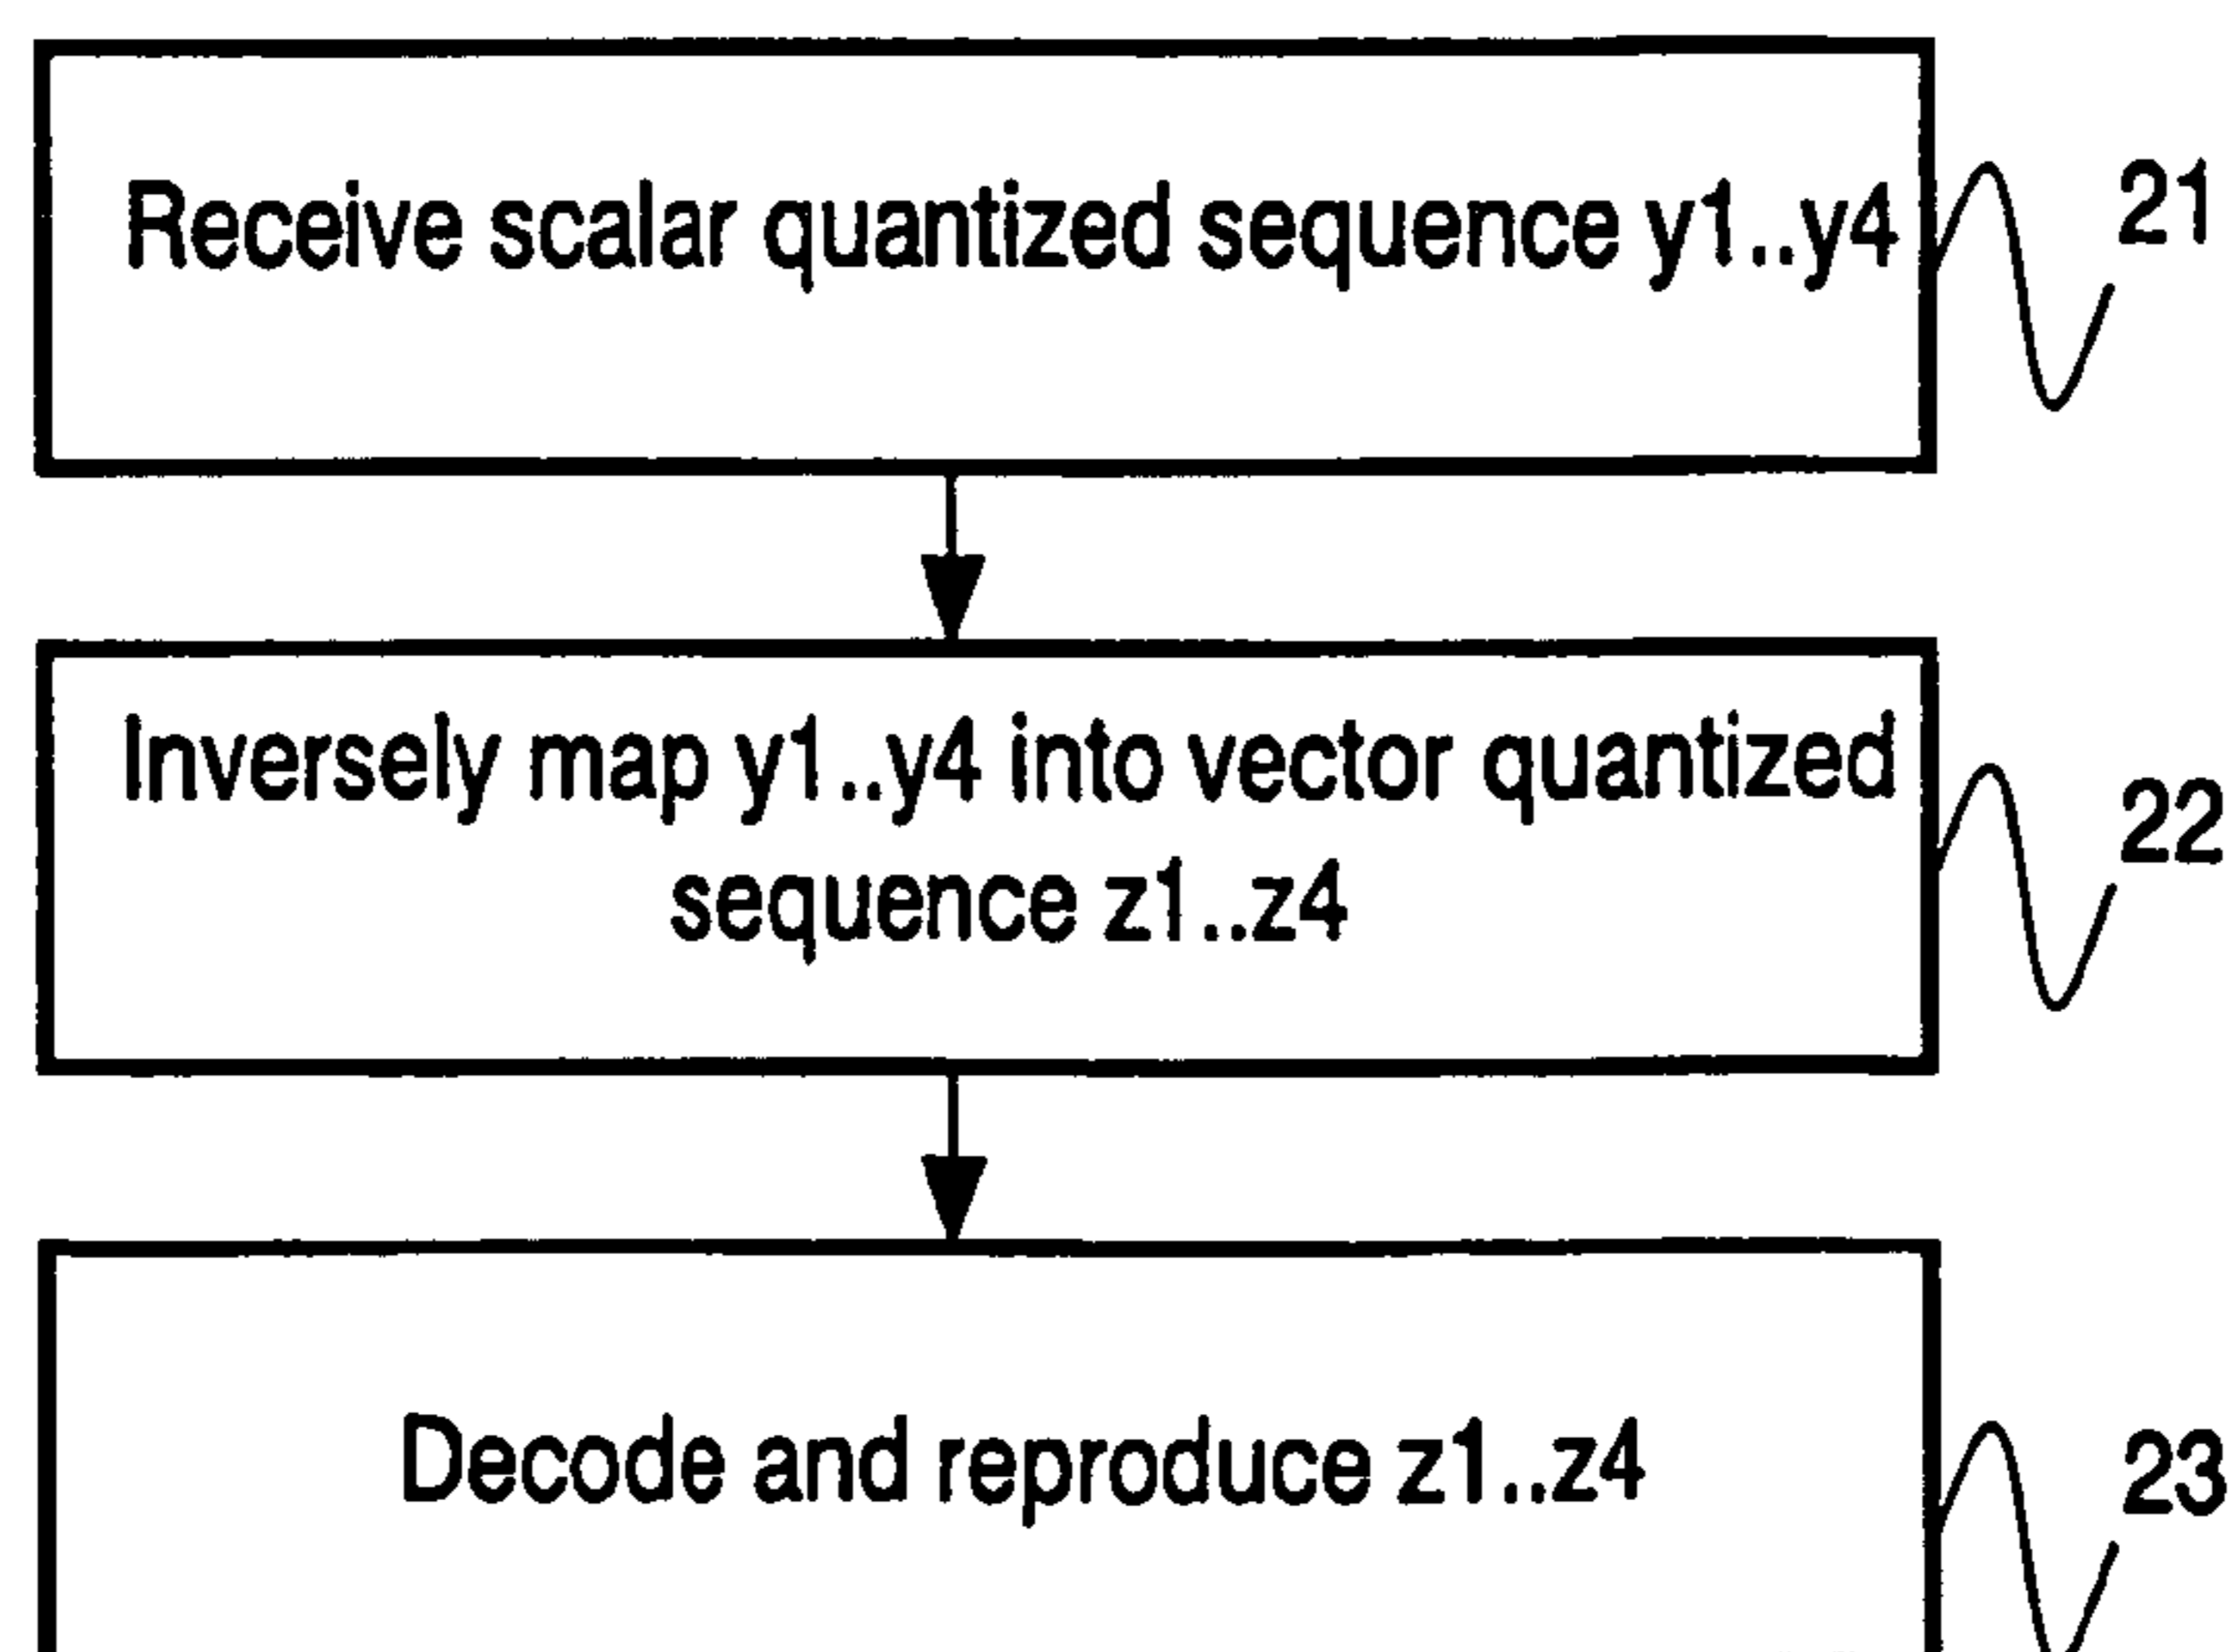 Receive scalar quantized sequence y1..y4
21
Inversely map y1..y4 into vector quantized
sequence z1..z4
22
Decode and reproduce z1..z4
23